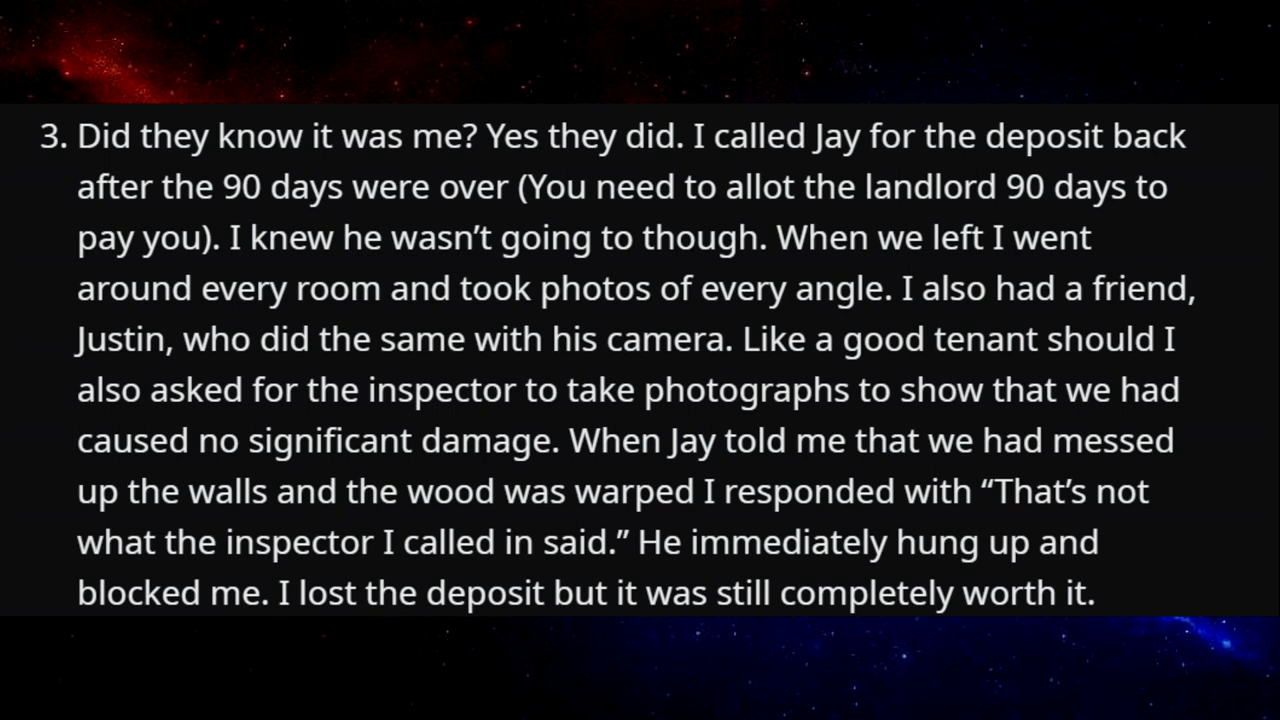 3. Did they know it was me? Yes they did. I called Jay for the deposit back
after the 90 days were over (You need to allot the landlord 90 days to
pay you). I knew he wasn’t going to though. When we left I went
around every room and took photos of every angle. I also had a friend,
Justin, who did the same with his camera. Like a good tenant should I
also asked for the inspector to take photographs to show that we had
caused no significant damage. When Jay told me that we had messed
up the walls and the wood was warped I responded with “That’s not
what the inspector I called in said.” He immediately hung up and
blocked me. I lost the deposit but it was still completely worth it.